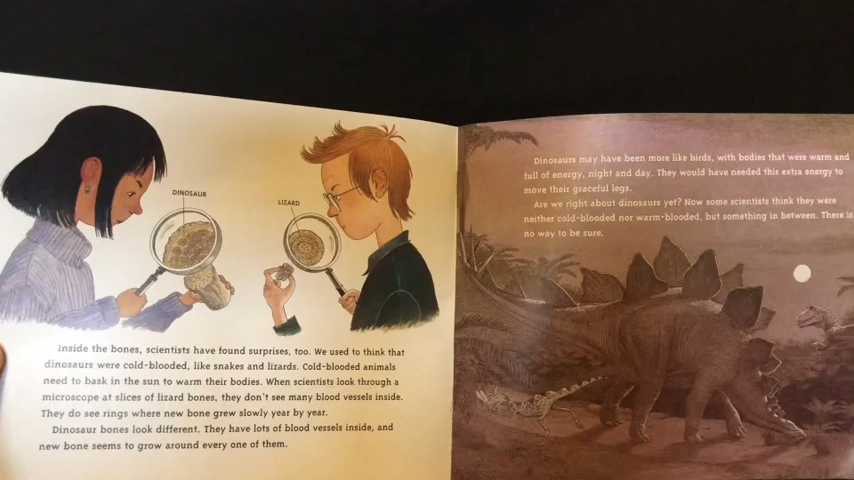 DINOSAUR
LIZARD
Inside the bones, scientists have found surprises, too. We used to think that
dinosaurs were cold-blooded, like snakes and lizards. Cold-blooded animals
need to bask in the sun to warm their bodies. When scientists look through a
microscope at slices of lizard bones, they don't see many blood vessels inside.
They do see rings where new bone grew slowly year by year.
Dinosaur bones look different. They have lots of blood vessels inside, and
new bone seems to grow around every one of them.
Dinosaurs may have been more like birds, with bodies that were warm and
full of energy, night and day. They would have needed this extra energy to
move their graceful legs.
Are we right about dinosaurs yet? Now some scientists think they were
neither cold-blooded nor warm-blooded, but something in between. There is
no way to be sure.